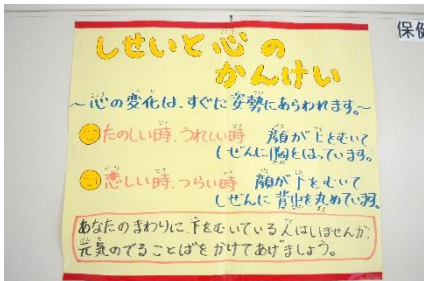 しせいと心の
かんけい
～心の変化は、すぐに姿勢にあらわれます。～
たのしい時、うれしい時 顔が上をむいて
しぜんに胸をはっています。
悲しい時、つらい時 顔が下をむいて
しぜんに背中を丸めています。
あなたのまわりに、下をむいている人はいませんか。
元気のでることばをかけてあげましょう。
保健